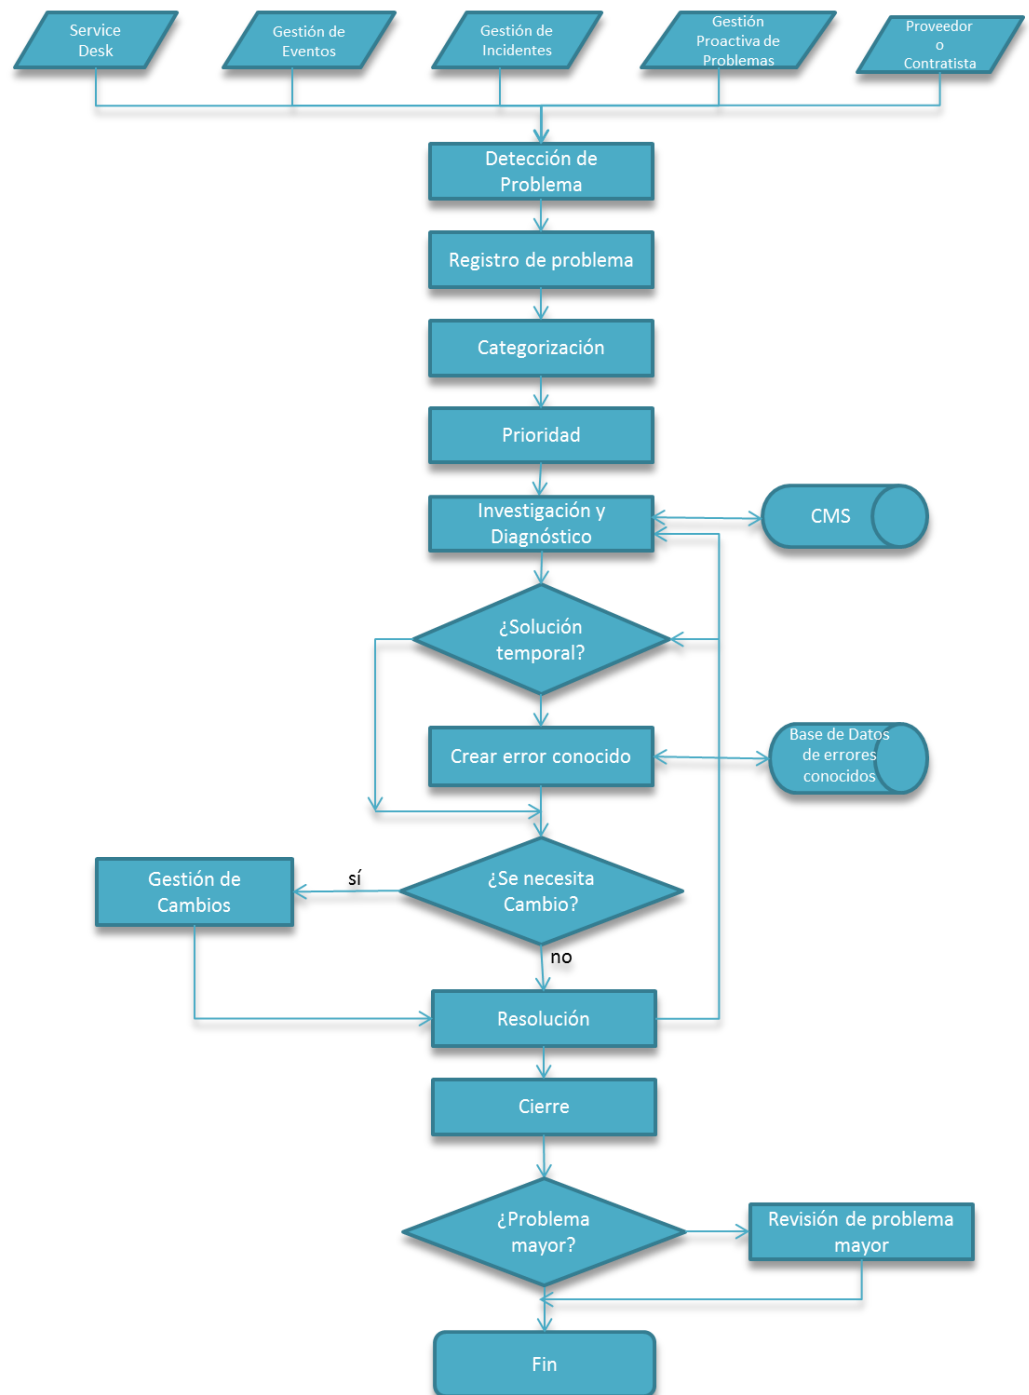 Service
Desk
Gestión de
Eventos
Gestión de
Incidentes
Gestión
Proactiva de
Problemas
Proveedor
o
Contratista
Detección de
Problema
Registro de problema
Categorización
Prioridad
Investigación y
Diagnóstico
CMS
¿Solución
temporal?
Crear error conocido
Base de Datos
de errores
conocidos
¿Se necesita
Cambio?
sí
Gestión de
Cambios
no
Resolución
Cierre
¿Problema
mayor?
Revisión de problema
mayor
Fin